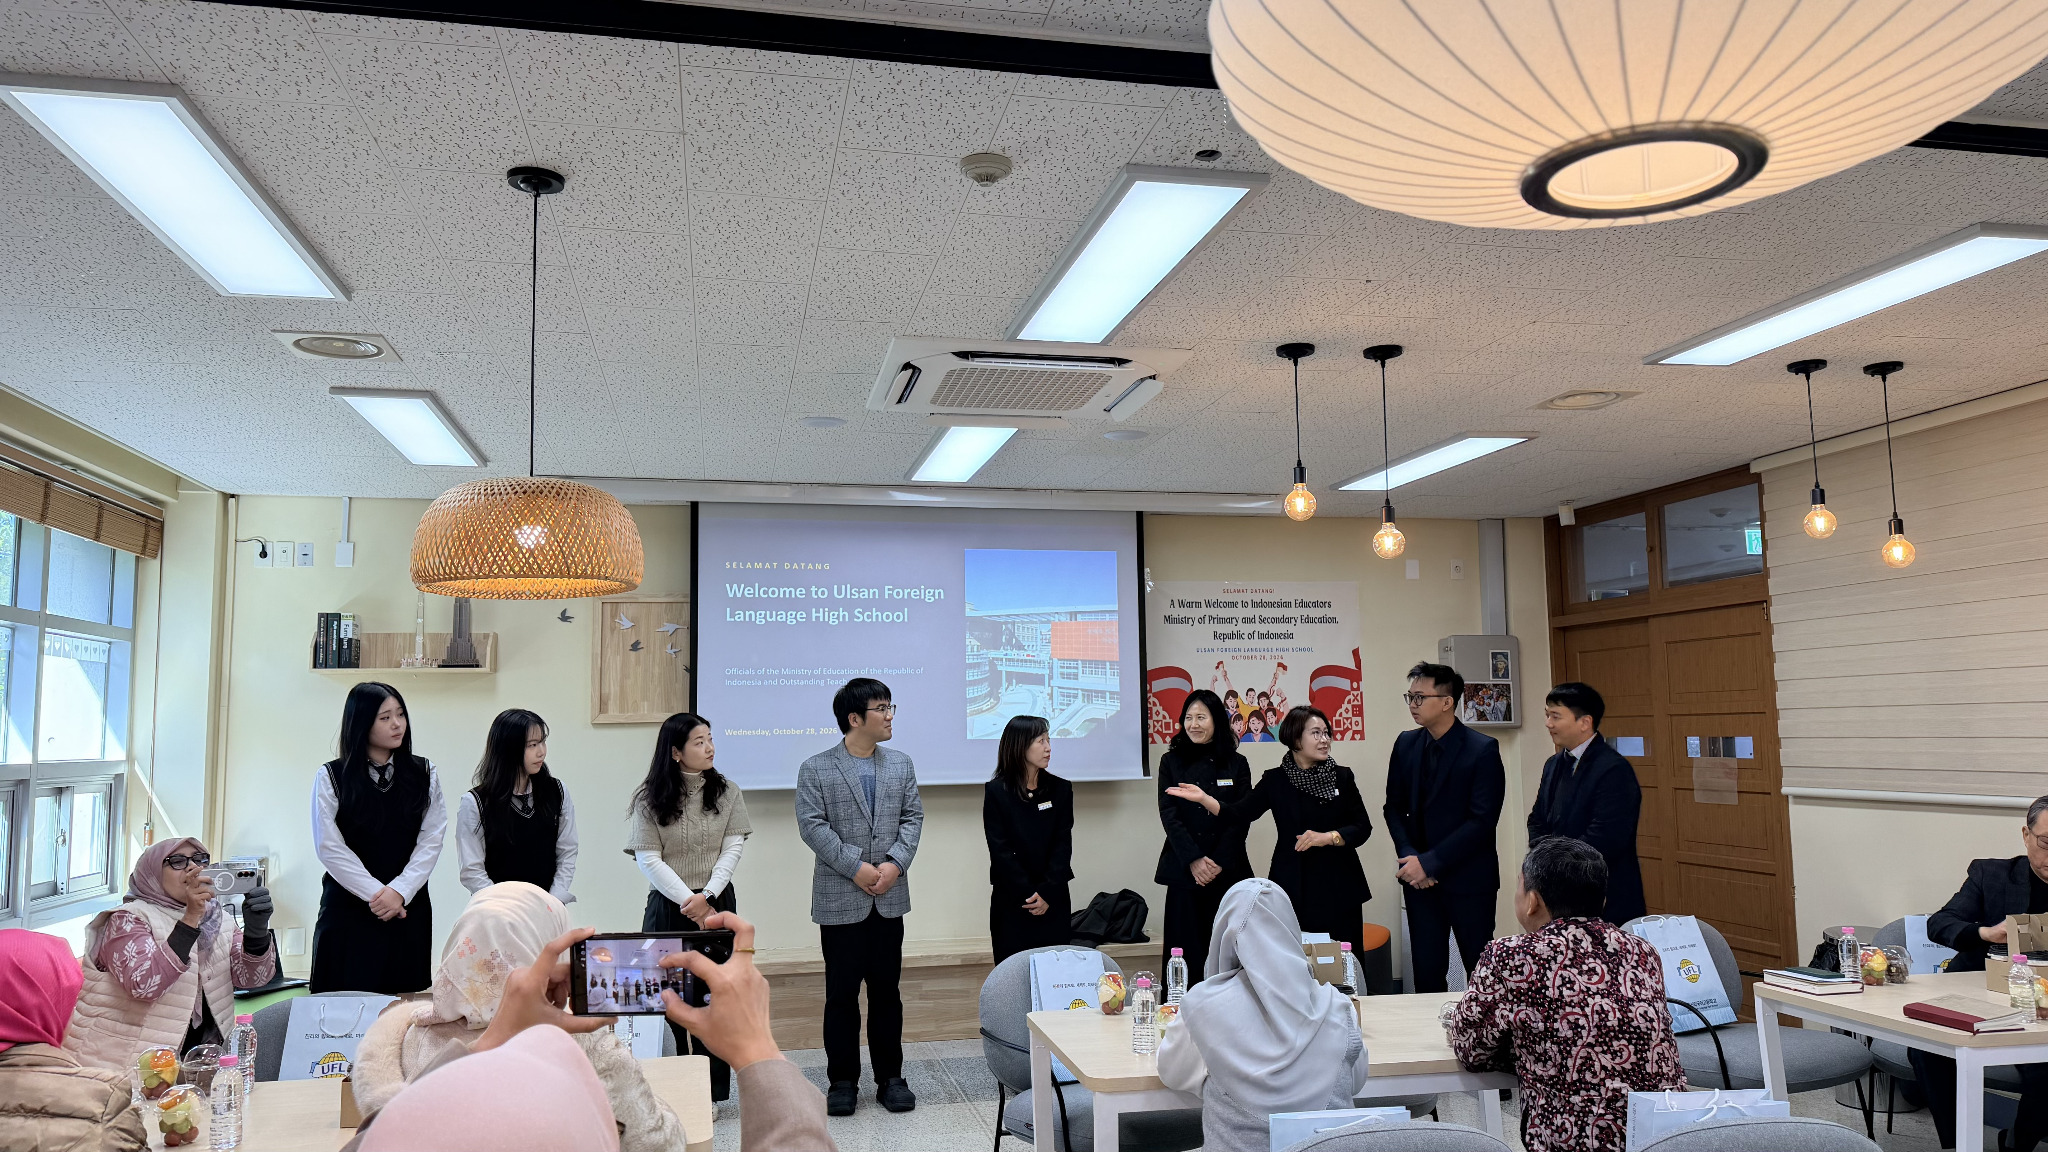 SELAMAT DATANG
Welcome to Ulsan Foreign
Language High School
Officials of the Ministry of Education of the Republic of
Indonesia and Outstanding
Wednesday, October 28, 2026
SELAMAT DATANG!
A Warm Welcome to Indonesian Educators
Ministry of Primary and Secondary Education,
Republic of Indonesia
ULSAN FOREIGN LANGUAGE HIGH SCHOOL
OCTOBER 28, 2026
UFL
UFL